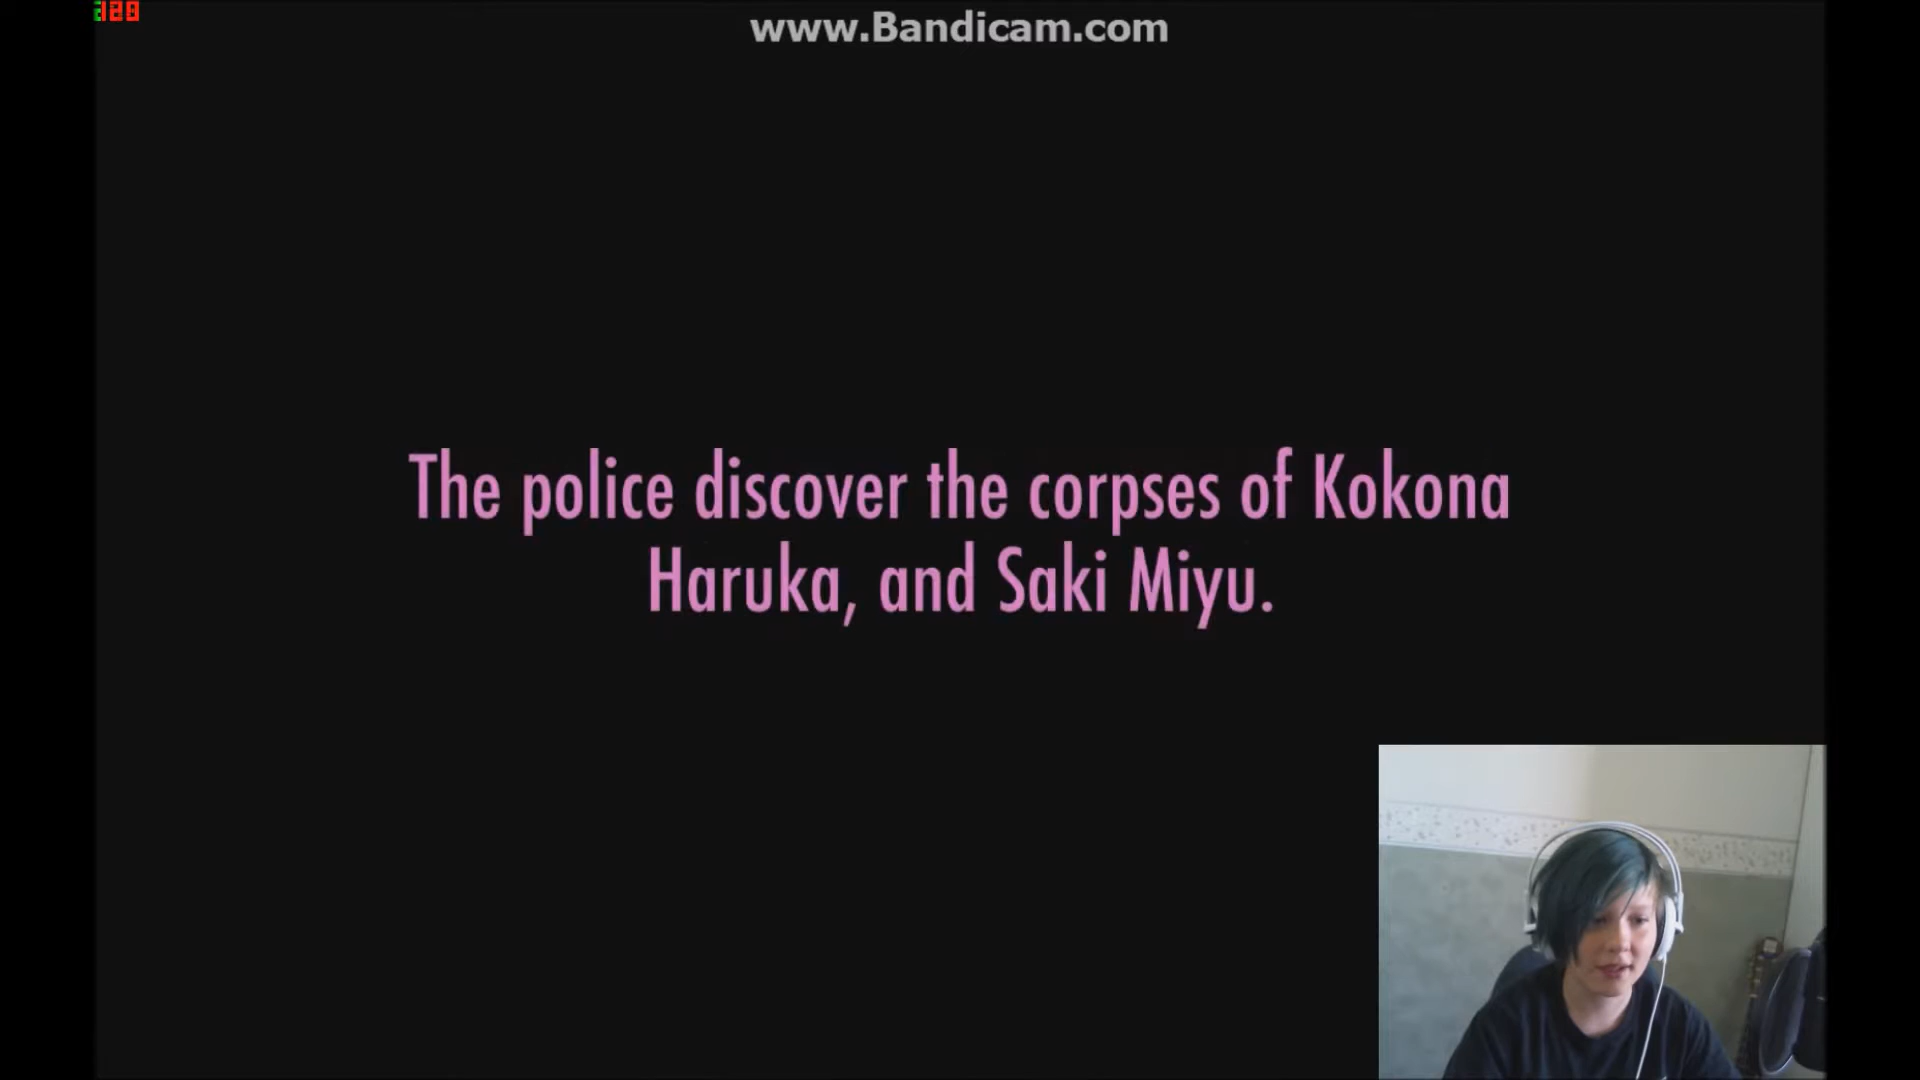 www.Bandicam.com
The police discover the corpses of Kokona
Haruka, and Saki Miyu.